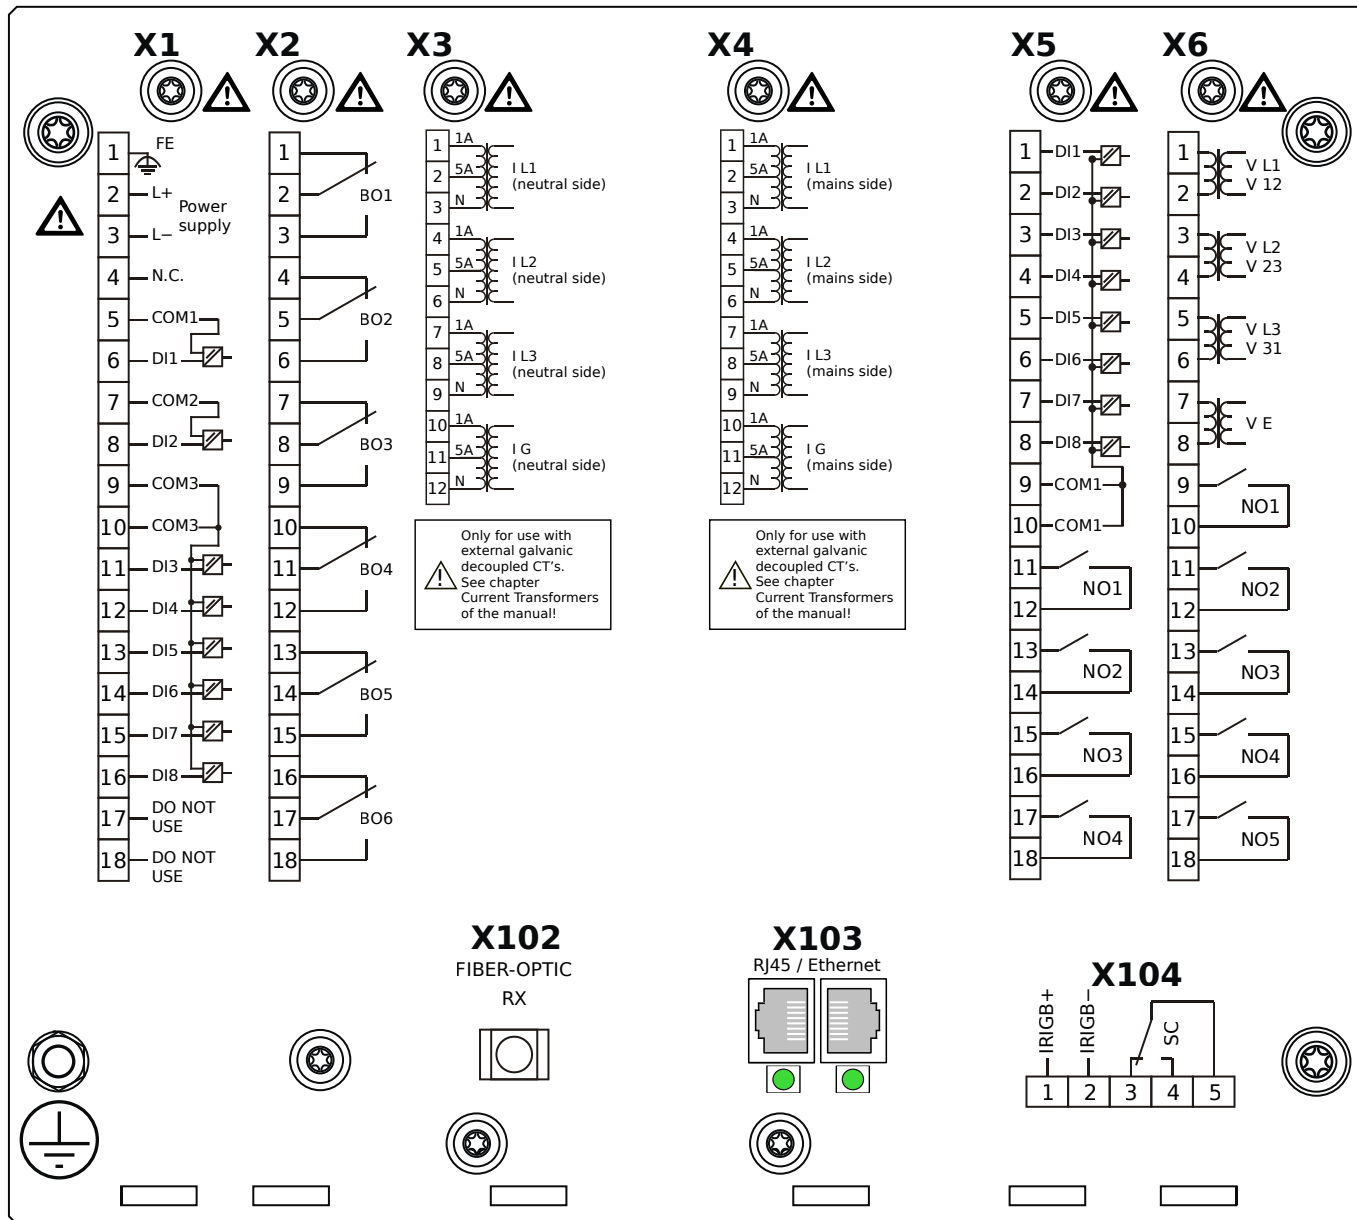 X1
1
FE
2
L+
Power
supply
3
L−
4
N.C.
5
COM1
6
DI1
7
COM2
8
DI2
9
COM3
10
COM3
11
DI3
12
DI4
13
DI5
14
DI6
15
DI7
16
DI8
17
DO NOT
USE
18
DO NOT
USE
X2
1
2
BO1
3
4
5
BO2
6
7
8
BO3
9
10
11
BO4
12
13
14
BO5
15
16
17
BO6
18
X3
1
1A
2
5A
3
N
I L1
(neutral side)
4
1A
5
5A
6
N
I L2
(neutral side)
7
1A
8
5A
9
N
I L3
(neutral side)
10
1A
11
5A
12
N
I G
(neutral side)
Only for use with
external galvanic
decoupled CT's.
See chapter
Current Transformers
of the manual!
X4
1
1A
2
5A
3
N
I L1
(mains side)
4
1A
5
5A
6
N
I L2
(mains side)
7
1A
8
5A
9
N
I L3
(mains side)
10
1A
11
5A
12
N
I G
(mains side)
Only for use with
external galvanic
decoupled CT's.
See chapter
Current Transformers
of the manual!
X5
1
DI1
2
DI2
3
DI3
4
DI4
5
DI5
6
DI6
7
DI7
8
DI8
9
COM1
10
COM1
11
NO1
12
13
NO2
14
15
NO3
16
17
NO4
18
X6
1
V L1
V 12
2
3
V L2
V 23
4
5
V L3
V 31
6
7
V E
8
9
NO1
10
11
NO2
12
13
NO3
14
15
NO4
16
17
NO5
18
X102
FIBER-OPTIC
RX
X103
RJ45 / Ethernet
X104
IRIGB+
IRIGB−
SC
1 2 3 4 5